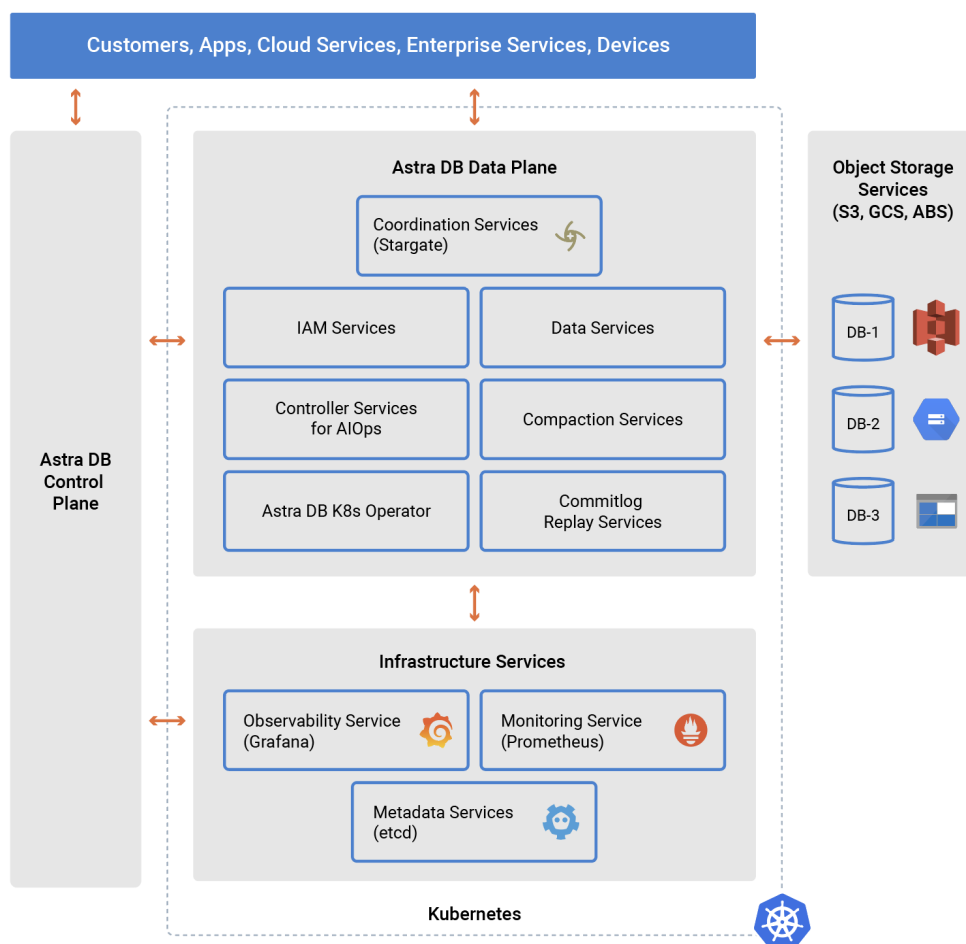 Customers, Apps, Cloud Services, Enterprise Services, Devices
Astra DB
Control
Plane
Astra DB Data Plane
Coordination Services
(Stargate)
IAM Services
Data Services
Controller Services
for AIOps
Compaction Services
Astra DB K8s Operator
Commitlog
Replay Services
Object Storage
Services
(S3, GCS, ABS)
DB-1
DB-2
DB-3
Infrastructure Services
Observability Service
(Grafana)
Monitoring Service
(Prometheus)
Metadata Services
(etcd)
Kubernetes